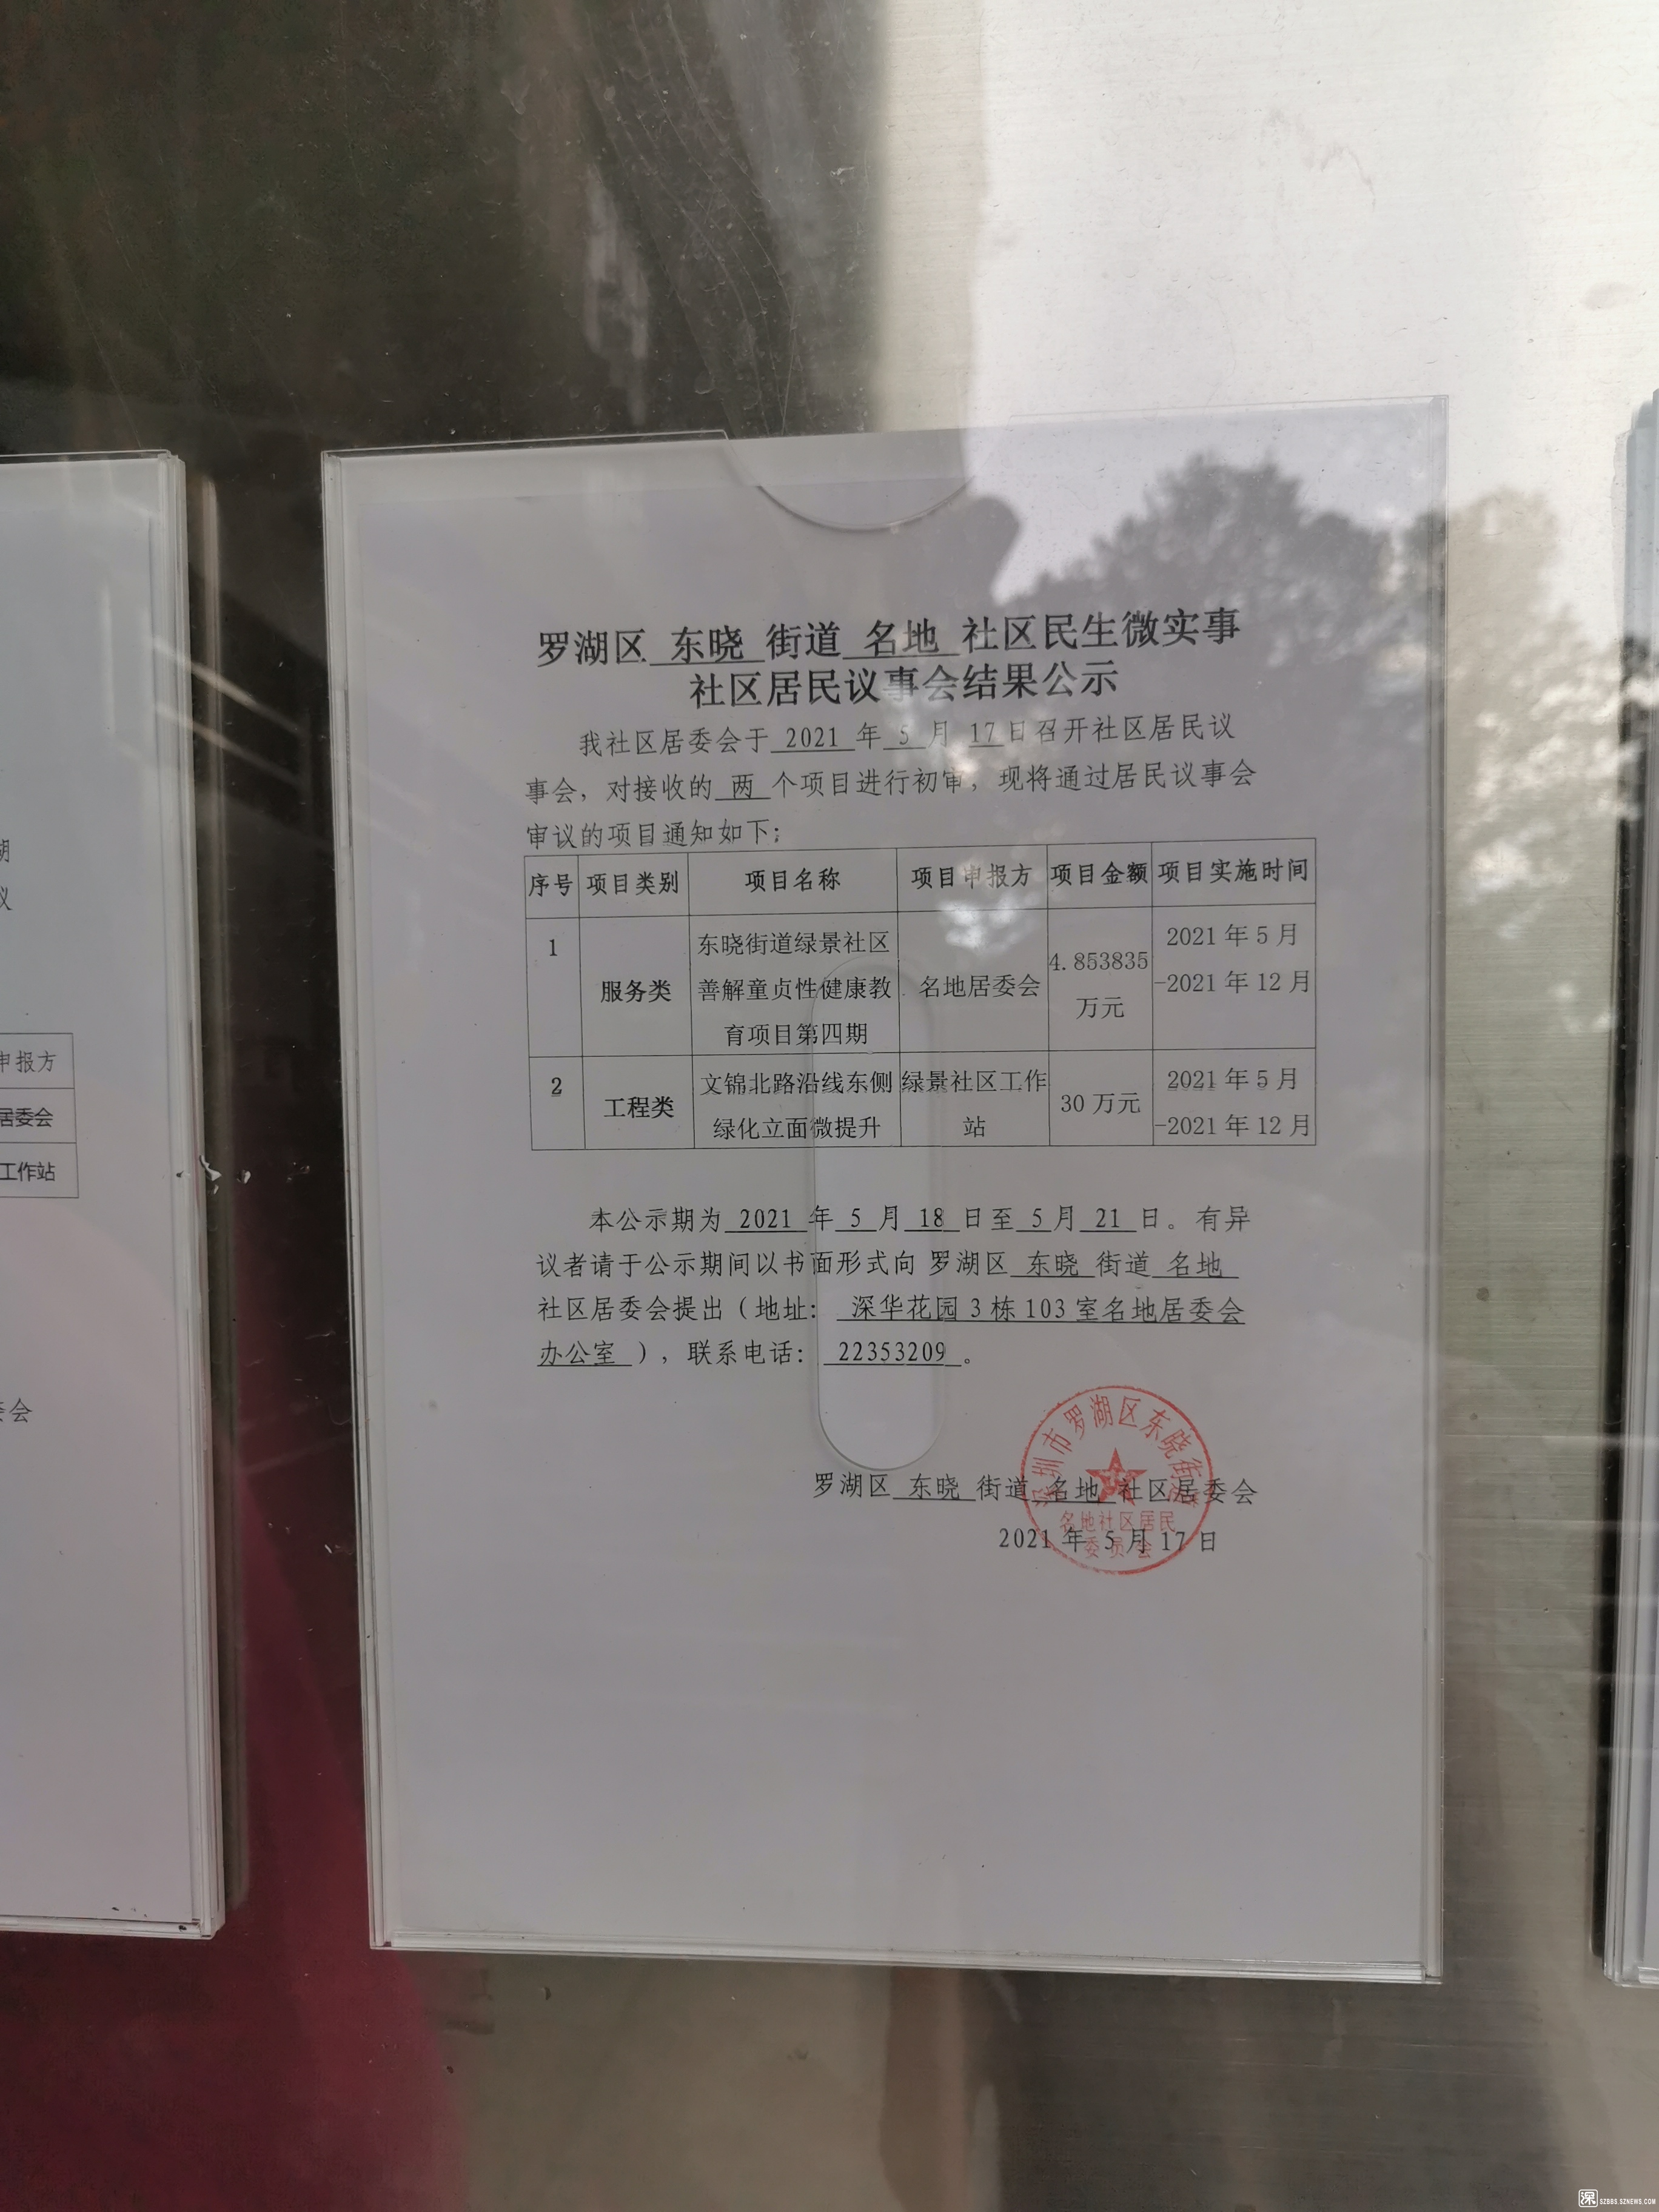 罗湖区 东晓 街道 名地 社区民生微实事
社区居民议事会结果公示
我社区居委会于 2021 年 5 月 17 日召开社区居民议
事会，对接收的 两 个项目进行初审，现将通过居民议事会
审议的项目通知如下：
序号 项目类别 项目名称 项目申报方 项目金额 项目实施时间
1 服务类 东晓街道绿景社区 名地居委会 4.853835 2021 年 5 月
善解童贞性健康教 万元 -2021 年 12 月
育项目第四期
2 工程类 文锦北路沿线东侧 绿景社区工作 30 万元 2021 年 5 月
绿化立面微提升 站 -2021 年 12 月
本公示期为 2021 年 5 月 18 日至 5 月 21 日。有异
议者请于公示期间以书面形式向 罗湖区 东晓 街道 名地
社区居委会提出（地址： 深华花园 3 栋 103 室名地居委会
办公室 ），联系电话： 22353209 。
罗湖区 东晓 街道 名地 社区居委会
2021 年 5 月 17 日
深圳市罗湖区东晓街道
名地社区居民
委员会
申报方
居委会
工作站
委会
深 SZBBS.SZNEWS.COM